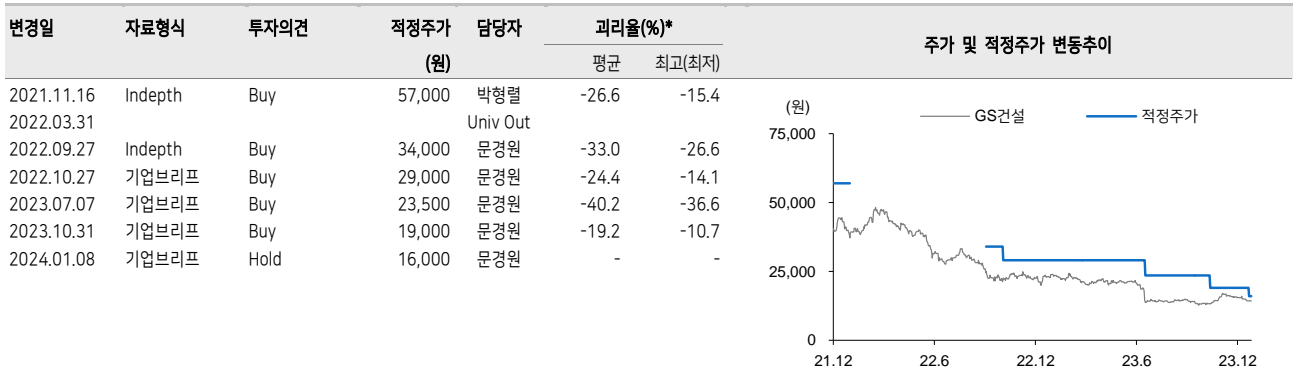 변경일 자료형식 투자의견 적정주가 담당자 괴리율(%)* 주가 및 적정주가 변동추이
(원) 평균 최고(최저)
2021.11.16 Indepth Buy 57,000 박형렬 -26.6 -15.4
2022.03.31 Univ Out
2022.09.27 Indepth Buy 34,000 문경원 -33.0 -26.6
2022.10.27 기업브리프 Buy 29,000 문경원 -24.4 -14.1
2023.07.07 기업브리프 Buy 23,500 문경원 -40.2 -36.6
2023.10.31 기업브리프 Buy 19,000 문경원 -19.2 -10.7
2024.01.08 기업브리프 Hold 16,000 문경원 - -
(원) GS건설 적정주가
75,000
50,000
25,000
0
21.12 22.6 22.12 23.6 23.12